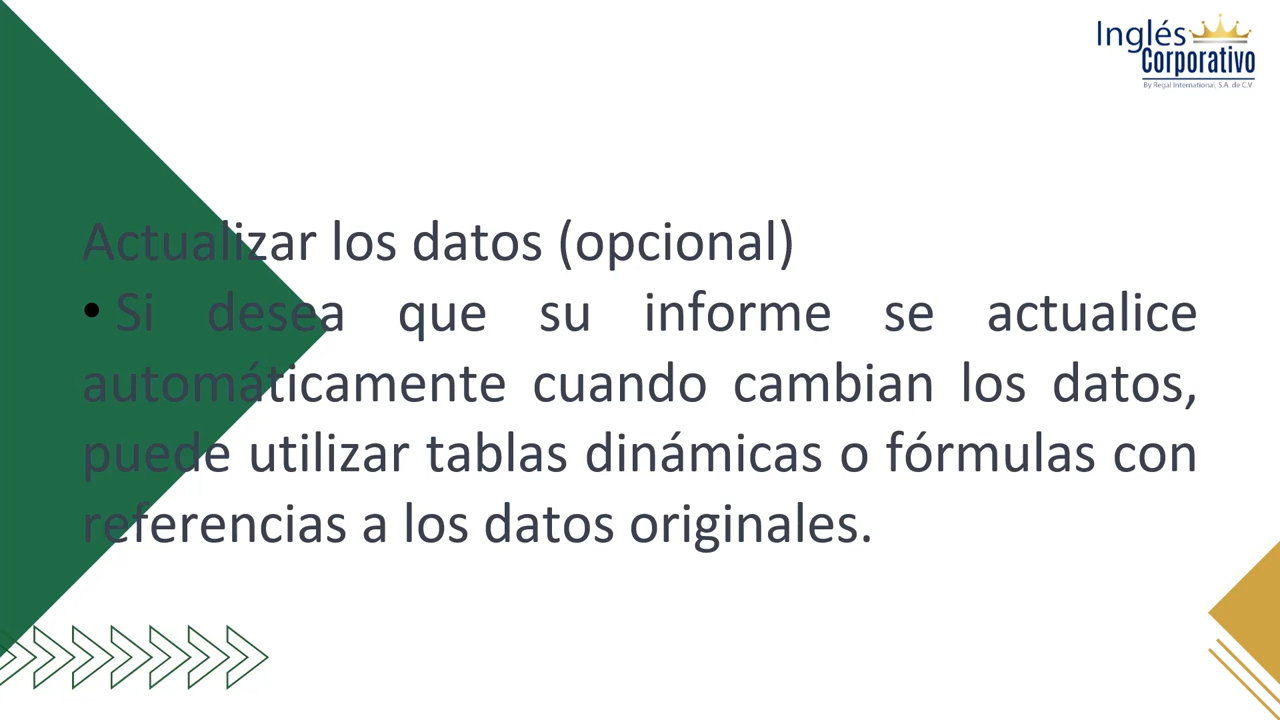 Inglés
Corporativo
By Regal International, S.A. de C.V.
Actualizar los datos (opcional)
• Si desea que su informe se actualice
automáticamente cuando cambian los datos,
puede utilizar tablas dinámicas o fórmulas con
referencias a los datos originales.